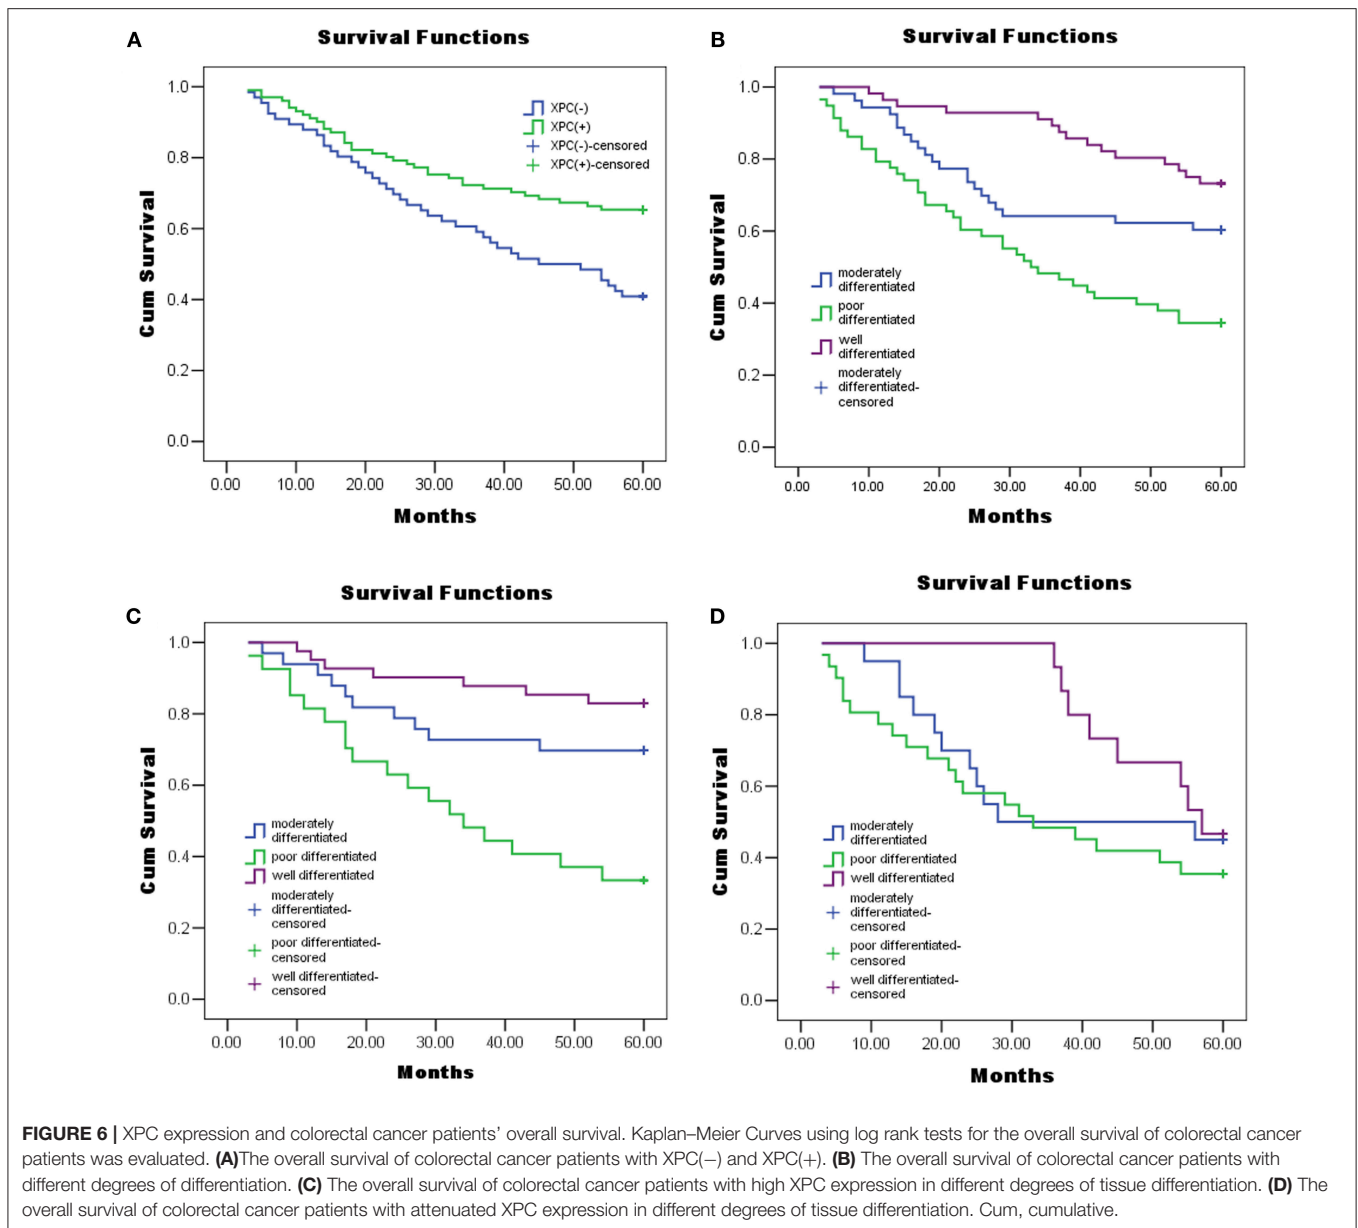 A
Survival Functions
1.0
0.8
0.6
0.4
0.2
0.0
Cum Survival
XPC(-)
XPC(+)
XPC(-)-censored
XPC(+)-censored
0.00 10.00 20.00 30.00 40.00 50.00 60.00
Months
B
Survival Functions
1.0
0.8
0.6
0.4
0.2
0.0
Cum Survival
moderately
differentiated
poor
differentiated
well
differentiated
moderately
differentiated-
censored
0.00 10.00 20.00 30.00 40.00 50.00 60.00
Months
C
Survival Functions
1.0
0.8
0.6
0.4
0.2
0.0
Cum Survival
moderately
differentiated
poor differentiated
well differentiated
moderately
differentiated-
censored
poor differentiated-
censored
well differentiated-
censored
0.00 10.00 20.00 30.00 40.00 50.00 60.00
Months
D
Survival Functions
1.0
0.8
0.6
0.4
0.2
0.0
Cum Survival
moderately
differentiated
poor differentiated
well differentiated
moderately
differentiated-
censored
poor differentiated-
censored
well differentiated-
censored
0.00 10.00 20.00 30.00 40.00 50.00 60.00
Months
FIGURE 6 | XPC expression and colorectal cancer patients' overall survival. Kaplan–Meier Curves using log rank tests for the overall survival of colorectal cancer
patients was evaluated. (A)The overall survival of colorectal cancer patients with XPC(−) and XPC(+). (B) The overall survival of colorectal cancer patients with
different degrees of differentiation. (C) The overall survival of colorectal cancer patients with high XPC expression in different degrees of tissue differentiation. (D) The
overall survival of colorectal cancer patients with attenuated XPC expression in different degrees of tissue differentiation. Cum, cumulative.